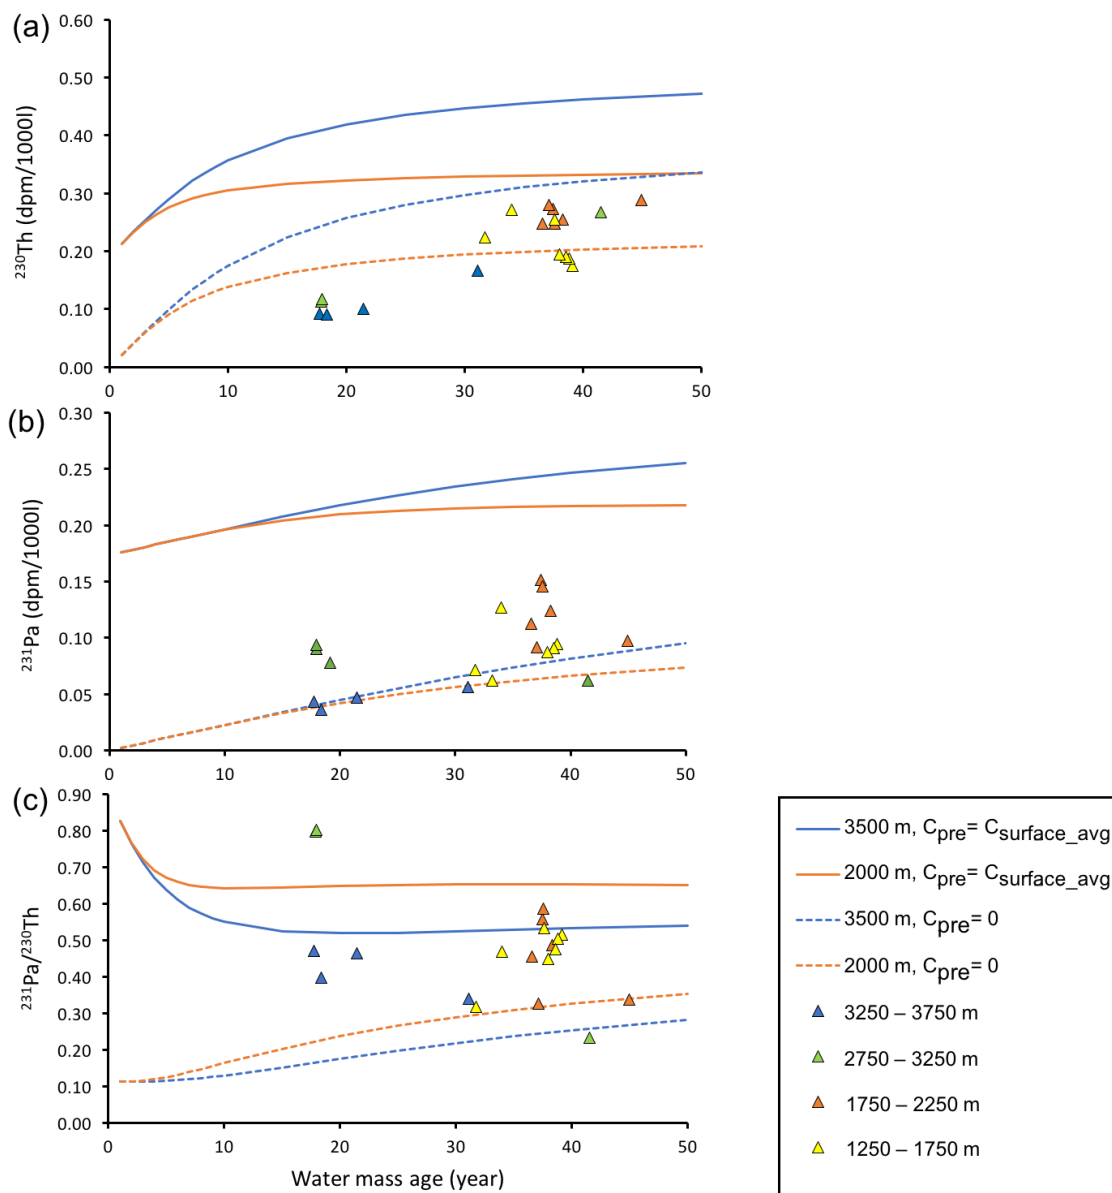 (a)
0.60
0.50
0.40
0.30
0.20
0.10
0.00
230Th (dpm/1000l)
0 10 20 30 40 50
(b)
0.30
0.25
0.20
0.15
0.10
0.05
0.00
231Pa (dpm/1000l)
0 10 20 30 40 50
(c)
0.90
0.80
0.70
0.60
0.50
0.40
0.30
0.20
0.10
0.00
231Pa/230Th
0 10 20 30 40 50
Water mass age (year)
3500 m, Cpre= Csurface_avg
2000 m, Cpre= Csurface_avg
3500 m, Cpre= 0
2000 m, Cpre= 0
3250 – 3750 m
2750 – 3250 m
1750 – 2250 m
1250 – 1750 m